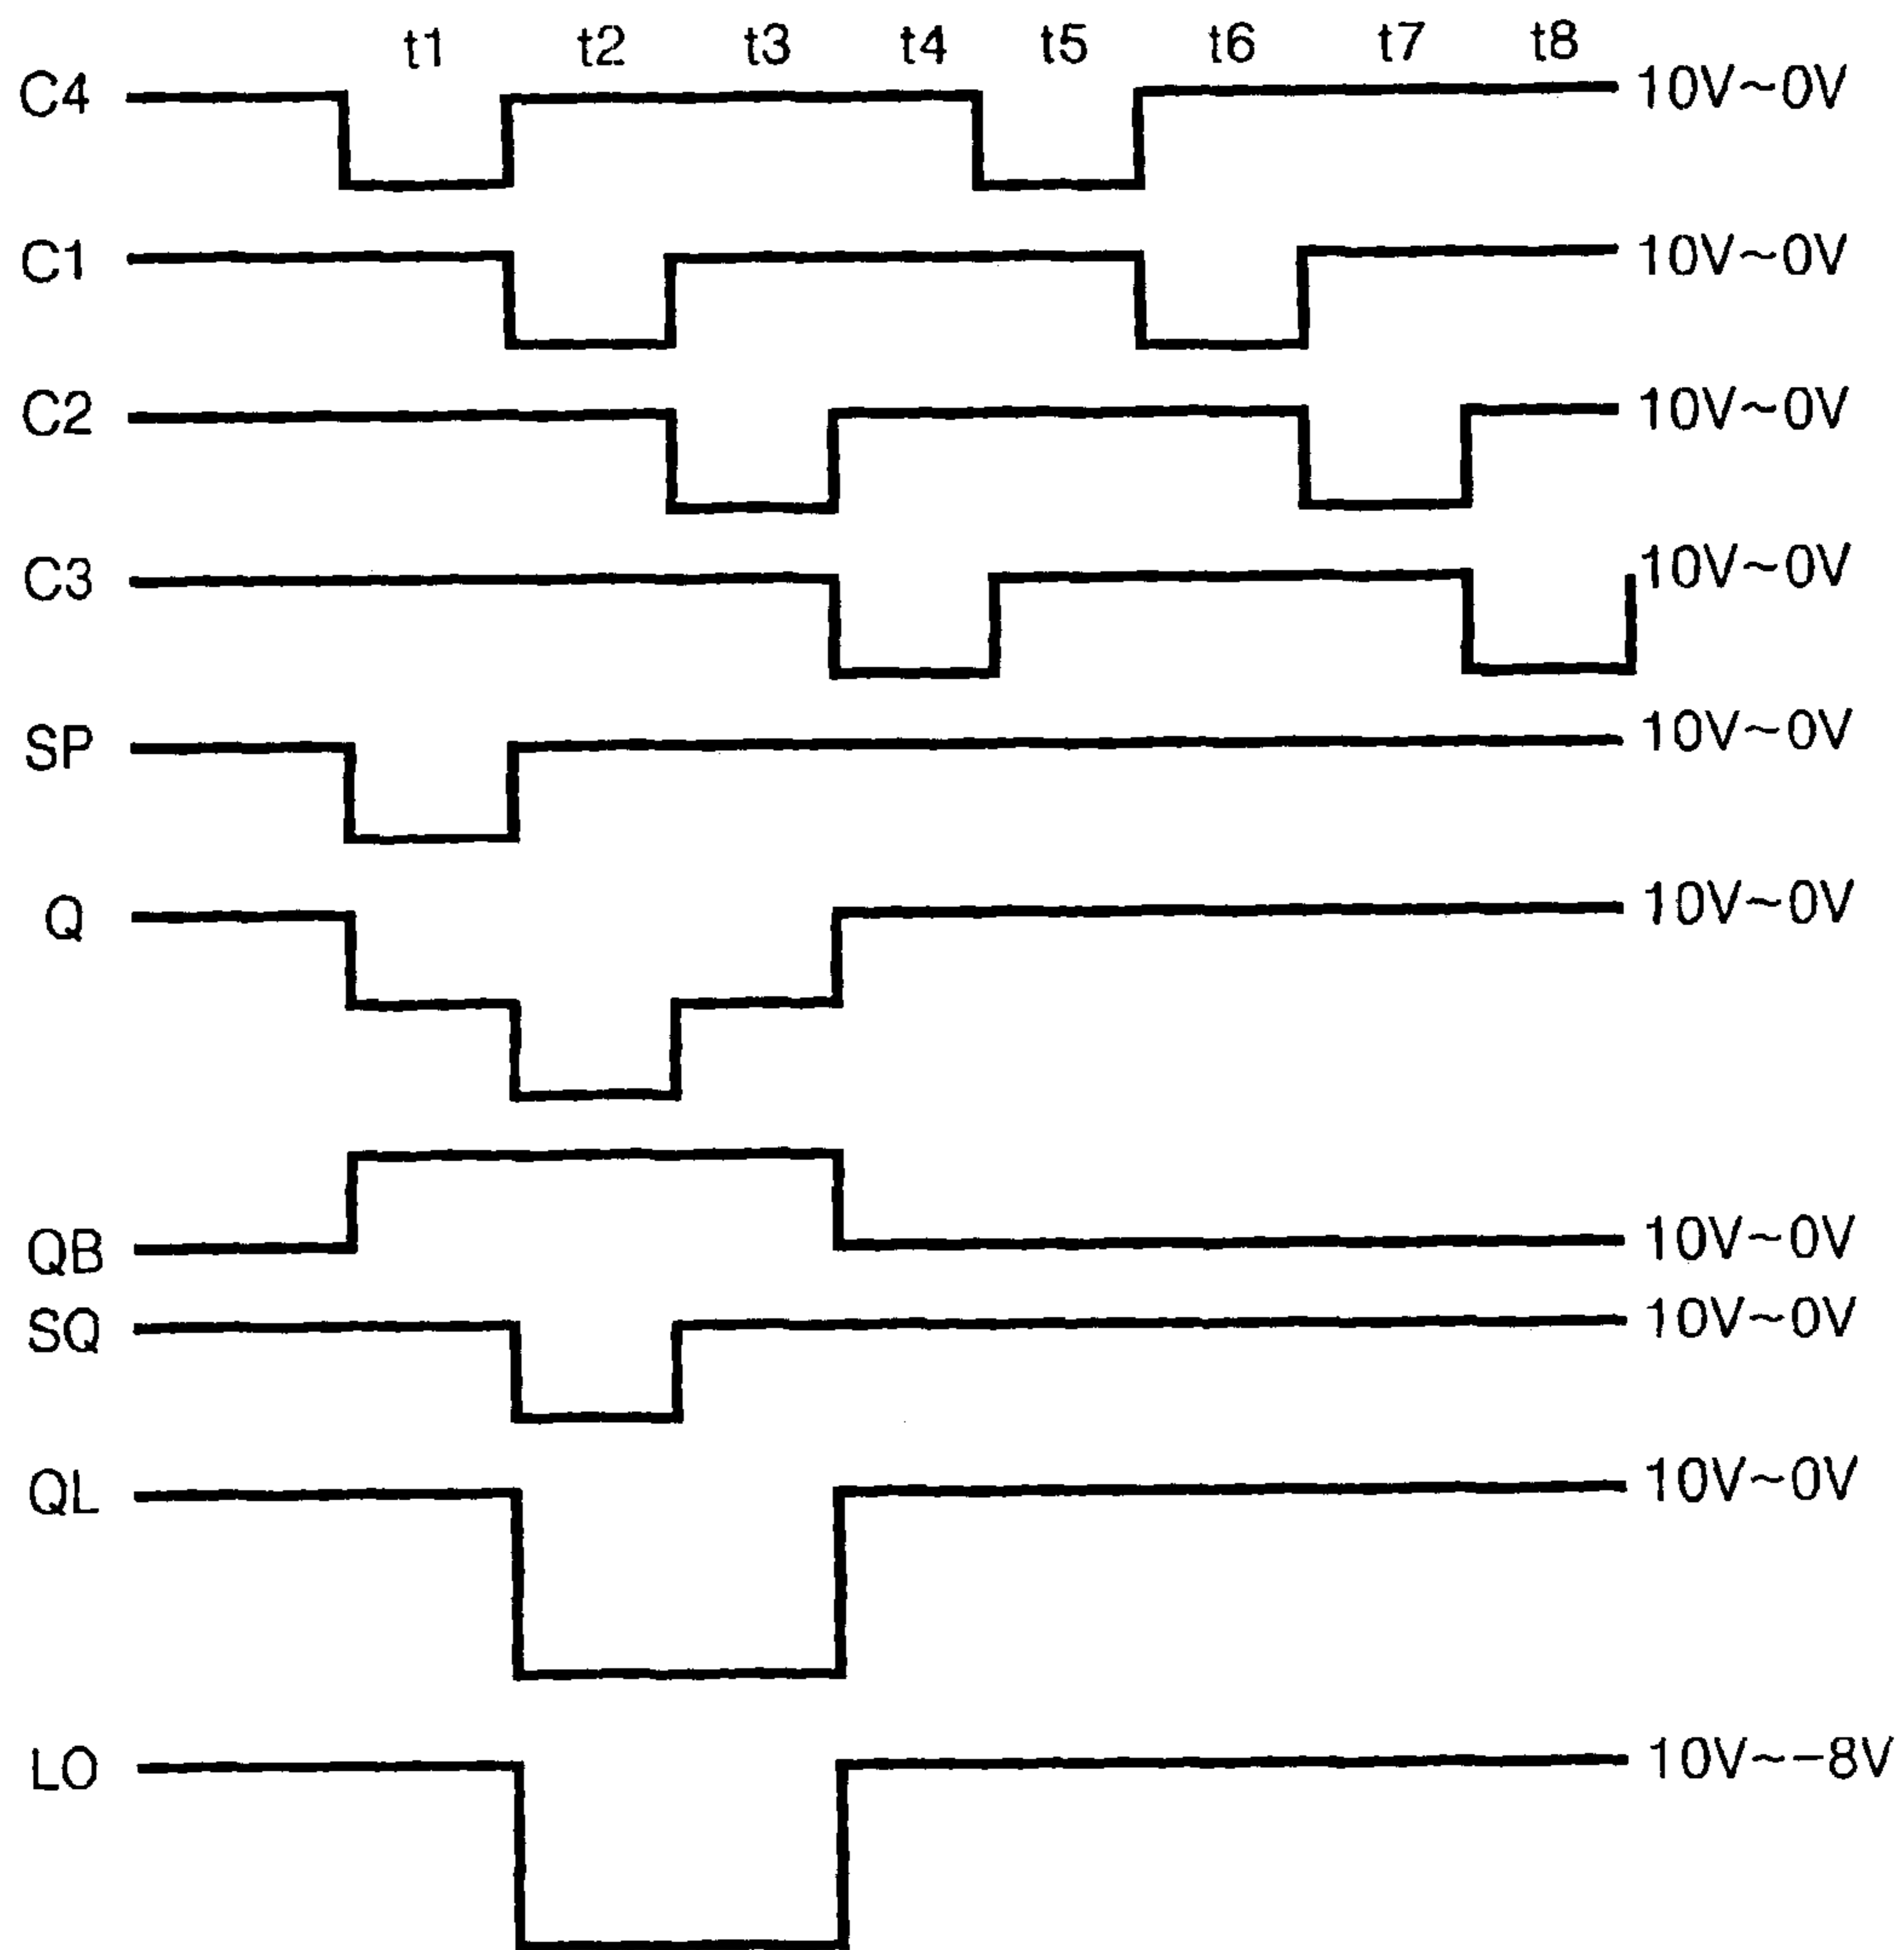 t1 t2 t3 t4 t5 t6 t7 t8
C4 10V~0V
C1 10V~0V
C2 10V~0V
C3 10V~0V
SP 10V~0V
Q 10V~0V
QB 10V~0V
SQ 10V~0V
QL 10V~0V
LO 10V~-8V